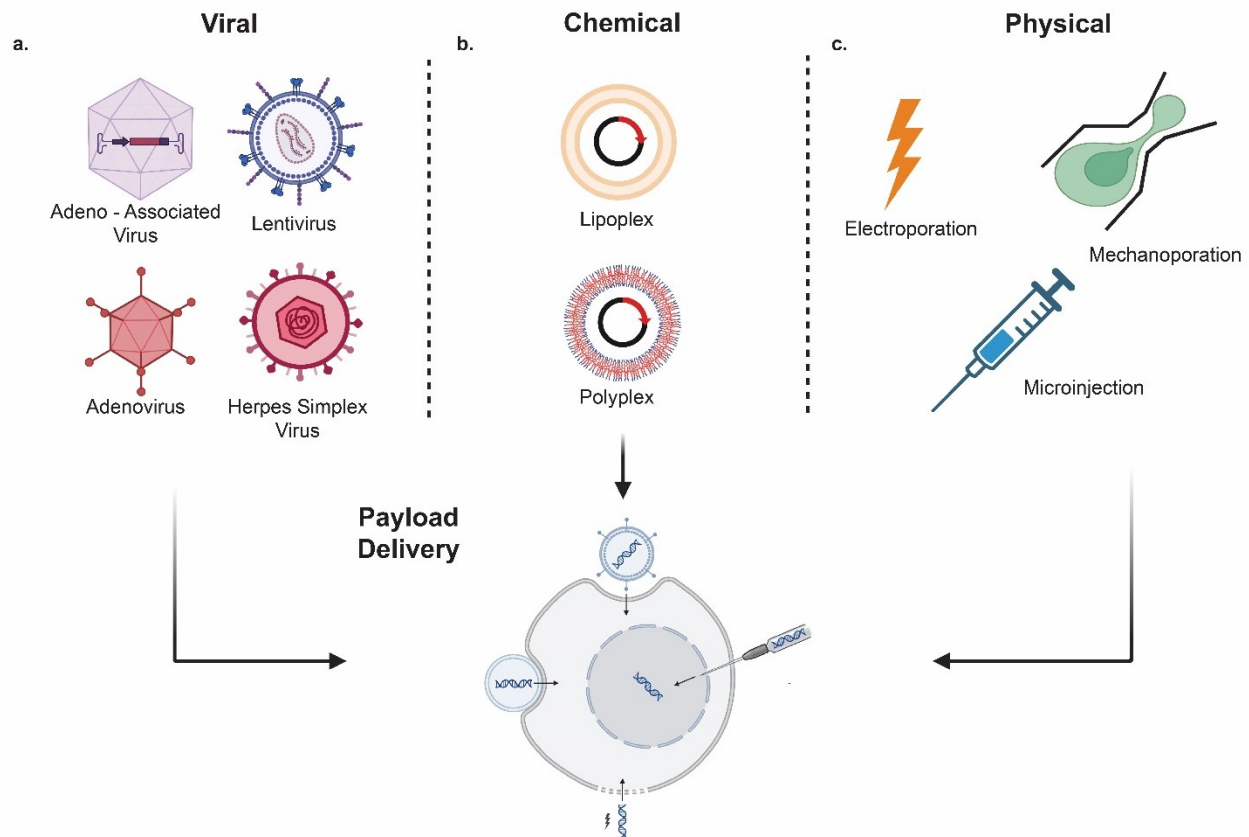 Viral
Chemical
Physical
a.
b.
c.
Adeno - Associated
Virus
Lentivirus
Adenovirus
Herpes Simplex
Virus
Lipoplex
Polyplex
Electroporation
Mechanoporation
Microinjection
Payload
Delivery